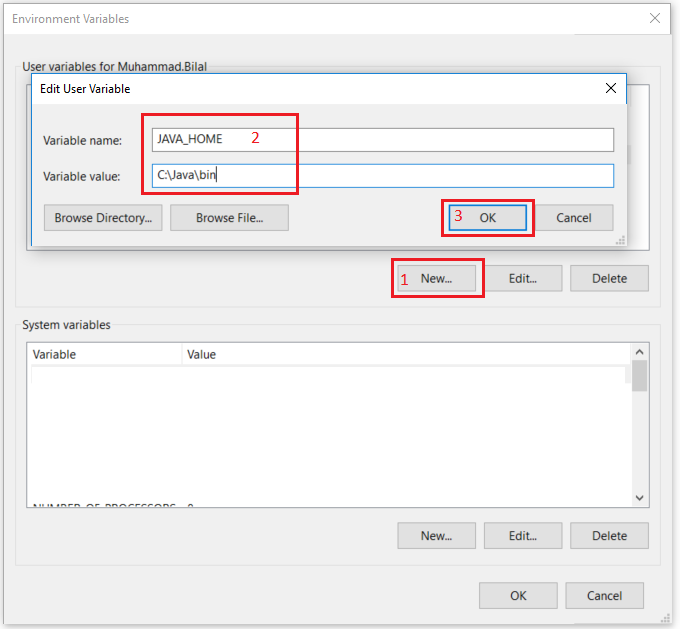 Environment Variables
User variables for Muhammad.Bilal
Edit User Variable
Variable name: JAVA_HOME 2
Variable value: C:\Java\bin
Browse Directory... Browse File... 3 OK Cancel
1 New... Edit... Delete
System variables
Variable Value
NUMBER_OF_PROCESSORS 8
New... Edit... Delete
OK Cancel